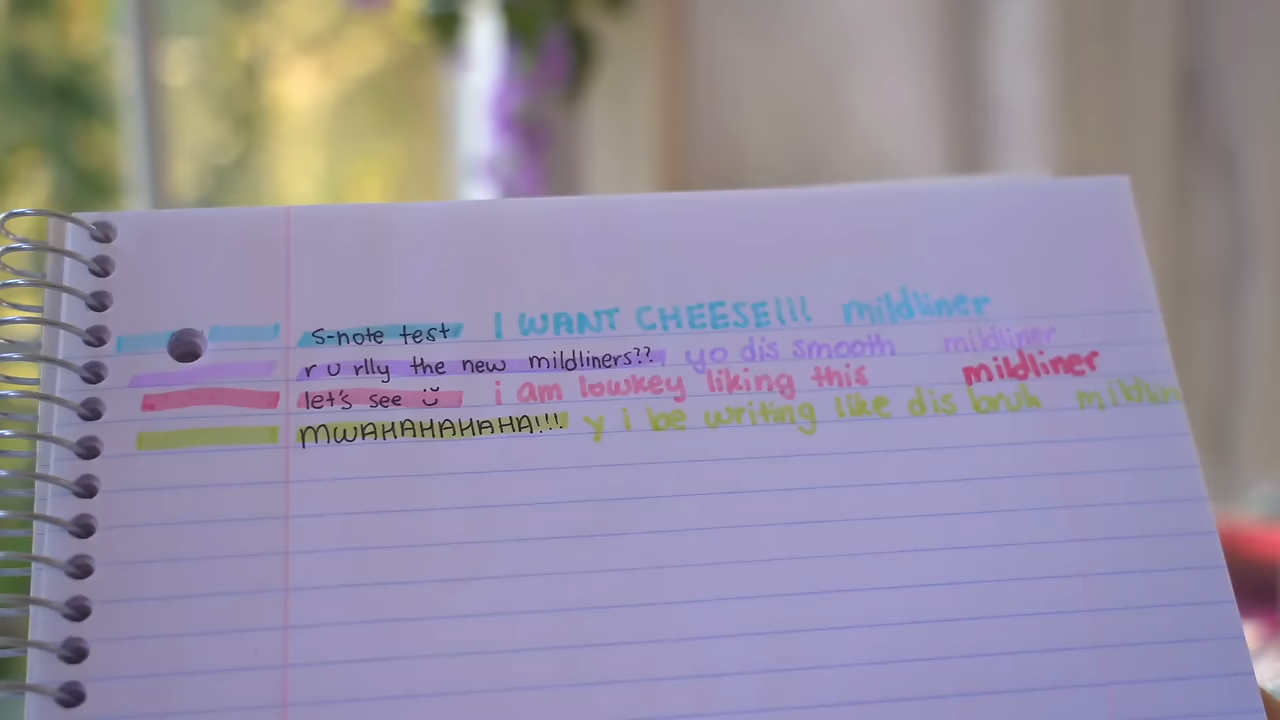 S-note test I WANT CHEESE!!! mildliner
r u rlly the new mildliners?? yo dis smooth mildliner
let's see i am lowkey liking this mildliner
MWAHAHAHAHA!!! y i be writing like dis bruh